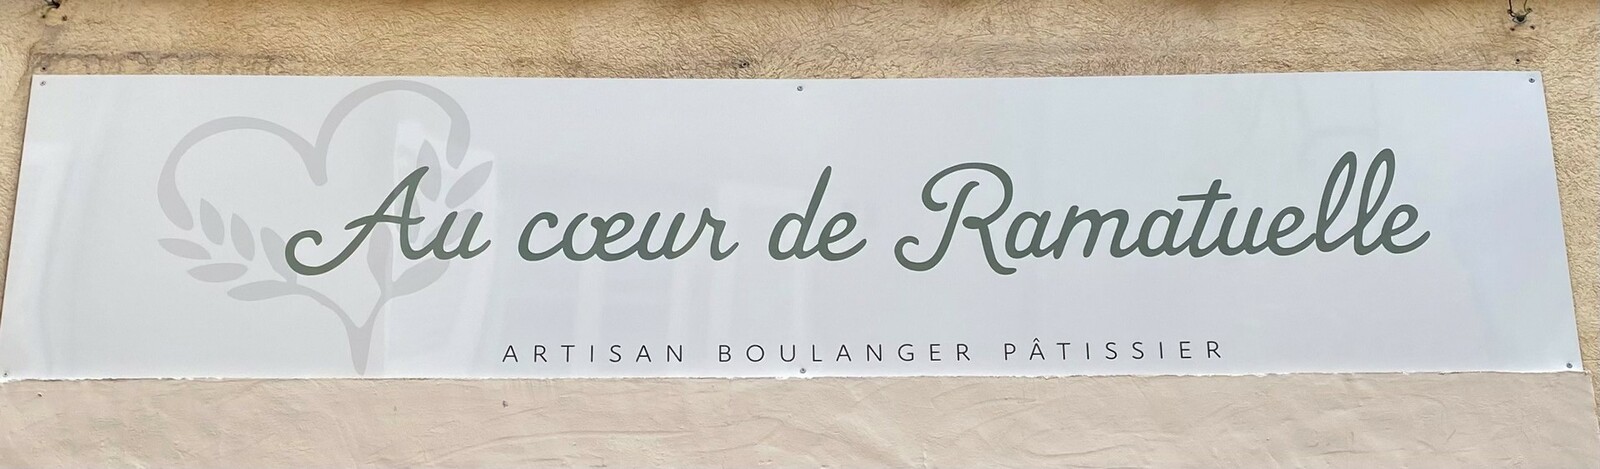 Au cœur de Ramatuelle
ARTISAN BOULANGER PÂTISSIER